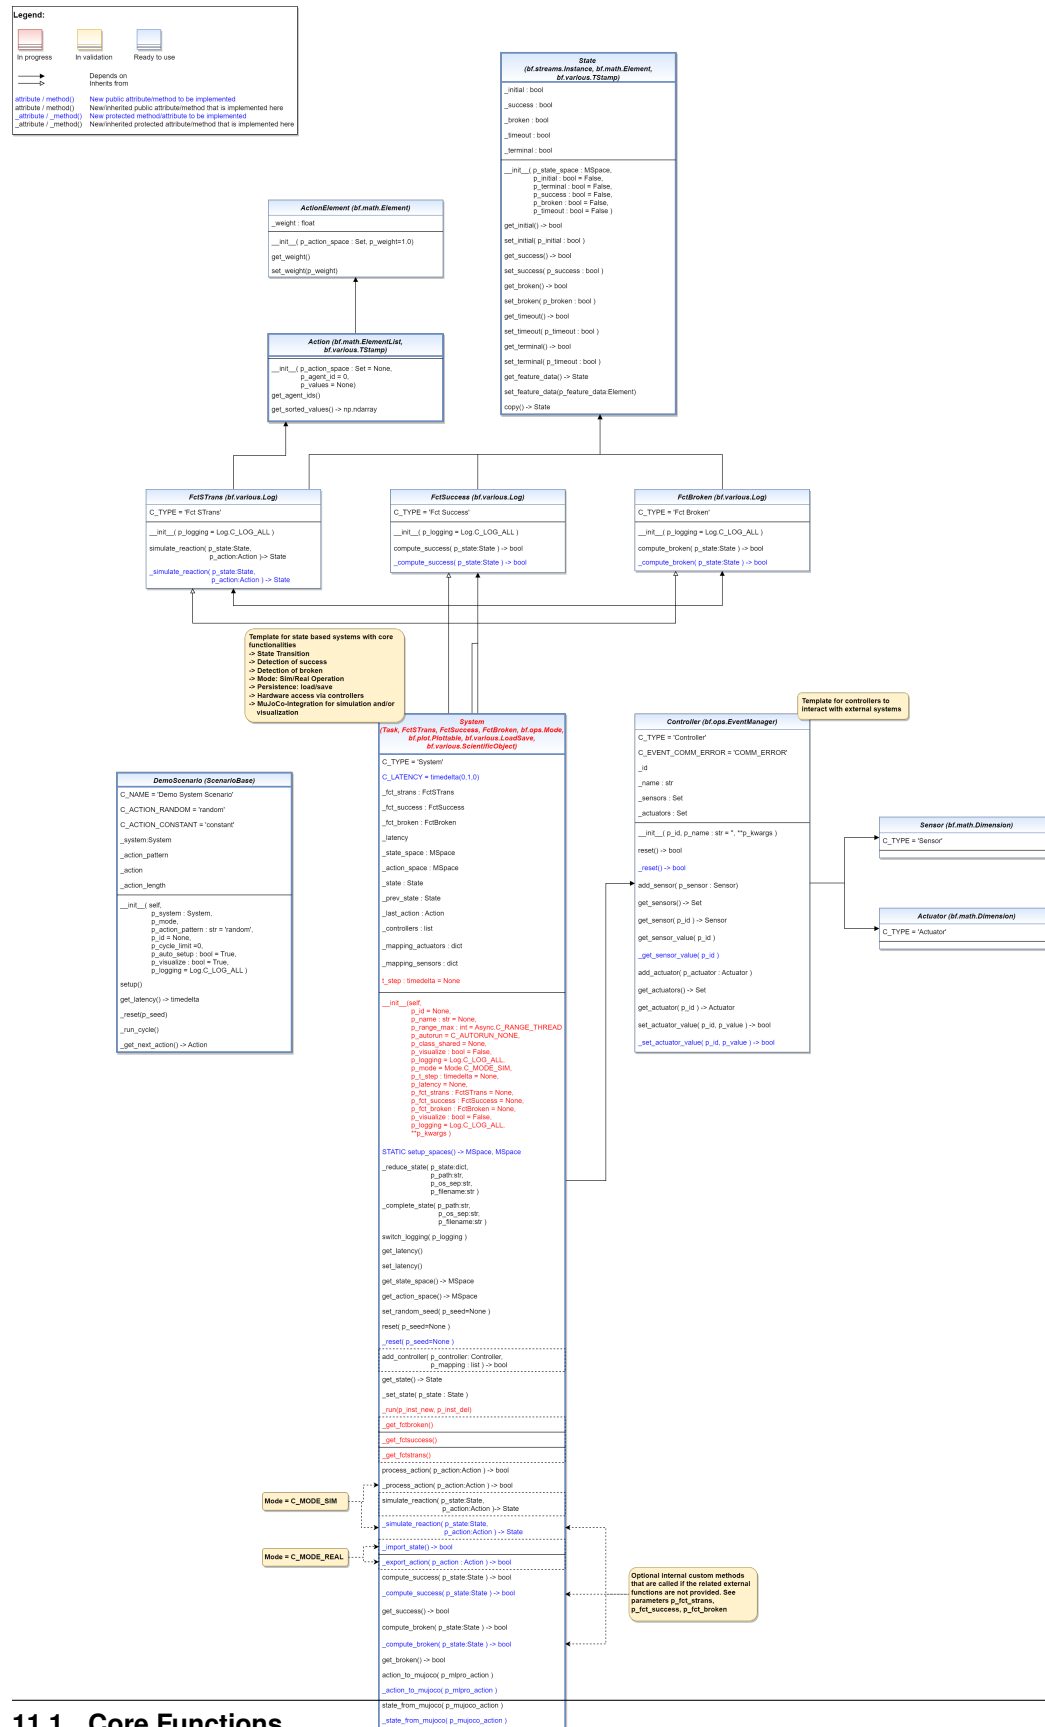 Legend:
In progress
In validation
Ready to use
Depends on
Inherits from
attribute / method() New public attribute/method to be implemented
attribute / method() New/inherited public attribute/method that is implemented here
_attribute / _method() New protected method/attribute to be implemented
_attribute / _method() New/inherited protected attribute/method that is implemented here
State
(bf.streams.Instance, bf.math.Element,
bf.various.TStamp)
_initial : bool
_success : bool
_broken : bool
_timeout : bool
_terminal : bool
__init__( p_state_space : MSpace,
p_initial : bool = False,
p_terminal : bool = False,
p_success : bool = False,
p_broken : bool = False,
p_timeout : bool = False )
get_initial() -> bool
set_initial( p_initial : bool )
get_success() -> bool
set_success( p_success : bool )
get_broken() -> bool
set_broken( p_broken : bool )
get_timeout() -> bool
set_timeout( p_timeout : bool )
get_terminal() -> bool
set_terminal( p_timeout : bool )
get_feature_data() -> State
set_feature_data(p_feature_data:Element)
copy() -> State
ActionElement (bf.math.Element)
_weight : float
__init__( p_action_space : Set, p_weight=1.0)
get_weight()
set_weight(p_weight)
Action (bf.math.ElementList,
bf.various.TStamp)
__init__( p_action_space : Set = None,
p_agent_id = 0,
p_values = None)
get_agent_ids()
get_sorted_values() -> np.ndarray
FctSTrans (bf.various.Log)
C_TYPE = 'Fct STrans'
__init__( p_logging = Log.C_LOG_ALL )
simulate_reaction( p_state:State,
p_action:Action )-> State
_simulate_reaction( p_state:State,
p_action:Action ) -> State
FctSuccess (bf.various.Log)
C_TYPE = 'Fct Success'
__init__( p_logging = Log.C_LOG_ALL )
compute_success( p_state:State ) -> bool
_compute_success( p_state:State ) -> bool
FctBroken (bf.various.Log)
C_TYPE = 'Fct Broken'
__init__( p_logging = Log.C_LOG_ALL )
compute_broken( p_state:State ) -> bool
_compute_broken( p_state:State ) -> bool
Template for state based systems with core
functionalities
-> State Transition
-> Detection of success
-> Detection of broken
-> Mode: Sim/Real Operation
-> Persistence: load/save
-> Hardware access via controllers
-> MuJoCo-Integration for simulation and/or
visualization
DemoScenario (ScenarioBase)
C_NAME = 'Demo System Scenario'
C_ACTION_RANDOM = 'random'
C_ACTION_CONSTANT = 'constant'
_system:System
_action_pattern
_action
_action_length
__init__( self,
p_system : System,
p_mode,
p_action_pattern : str = 'random',
p_id = None,
p_cycle_limit =0,
p_auto_setup : bool = True,
p_visualize : bool = True,
p_logging = Log.C_LOG_ALL )
setup()
get_latency() -> timedelta
_reset(p_seed)
_run_cycle()
_get_next_action() -> Action
System
(Task, FctSTrans, FctSuccess, FctBroken, bf.ops.Mode,
bf.plot.Plottable, bf.various.LoadSave,
bf.various.ScientificObject)
C_TYPE = 'System'
C_LATENCY = timedelta(0,1,0)
_fct_strans : FctSTrans
_fct_success : FctSuccess
_fct_broken : FctBroken
_latency
_state_space : MSpace
_action_space : MSpace
_state : State
_prev_state : State
_last_action : Action
_controllers : list
_mapping_actuators : dict
_mapping_sensors : dict
t_step : timedelta = None
__init__(self,
p_id = None,
p_name : str = None,
p_range_max : int = Async.C_RANGE_THREAD
p_autorun = C_AUTORUN_NONE,
p_class_shared = None,
p_visualize : bool = False,
p_logging = Log.C_LOG_ALL,
p_mode = Mode.C_MODE_SIM,
p_t_step : timedelta = None,
p_latency = None,
p_fct_strans : FctSTrans = None,
p_fct_success : FctSuccess = None,
p_fct_broken : FctBroken = None,
p_visualize : bool = False,
p_logging = Log.C_LOG_ALL,
**p_kwargs )
STATIC setup_spaces() -> MSpace, MSpace
_reduce_state( p_state:dict,
p_path:str,
p_os_sep:str,
p_filename:str )
_complete_state( p_path:str,
p_os_sep:str,
p_filename:str )
switch_logging( p_logging )
get_latency()
set_latency()
get_state_space() -> MSpace
get_action_space() -> MSpace
set_random_seed( p_seed=None )
reset( p_seed=None )
_reset( p_seed=None )
add_controller( p_controller: Controller,
p_mapping : list ) -> bool
get_state() -> State
_set_state( p_state : State )
_run(p_inst_new, p_inst_del)
_get_fctbroken()
_get_fctsuccess()
_get_fctstrans()
process_action( p_action:Action ) -> bool
_process_action( p_action:Action ) -> bool
simulate_reaction( p_state:State,
p_action:Action )-> State
_simulate_reaction( p_state:State,
p_action:Action ) -> State
_import_state() -> bool
_export_action( p_action : Action ) -> bool
compute_success( p_state:State ) -> bool
_compute_success( p_state:State ) -> bool
get_success() -> bool
compute_broken( p_state:State ) -> bool
_compute_broken( p_state:State ) -> bool
get_broken() -> bool
action_to_mujoco( p_mlpro_action )
_action_to_mujoco( p_mlpro_action )
state_from_mujoco( p_mujoco_action )
_state_from_mujoco( p_mujoco_action )
Mode = C_MODE_SIM
Mode = C_MODE_REAL
Template for controllers to
interact with external systems
Controller (bf.ops.EventManager)
C_TYPE = 'Controller'
C_EVENT_COMM_ERROR = 'COMM_ERROR'
_id
_name : str
_sensors : Set
_actuators : Set
__init__( p_id, p_name : str = '', **p_kwargs )
reset() -> bool
_reset() -> bool
add_sensor( p_sensor : Sensor)
get_sensors() -> Set
get_sensor( p_id ) -> Sensor
get_sensor_value( p_id )
_get_sensor_value( p_id )
add_actuator( p_actuator : Actuator )
get_actuators() -> Set
get_actuator( p_id ) -> Actuator
set_actuator_value( p_id, p_value ) -> bool
_set_actuator_value( p_id, p_value ) -> bool
Sensor (bf.math.Dimension)
C_TYPE = 'Sensor'
Actuator (bf.math.Dimension)
C_TYPE = 'Actuator'
Optional internal custom methods
that are called if the related external
functions are not provided. See
parameters p_fct_strans,
p_fct_success, p_fct_broken
11.1 Core Functions